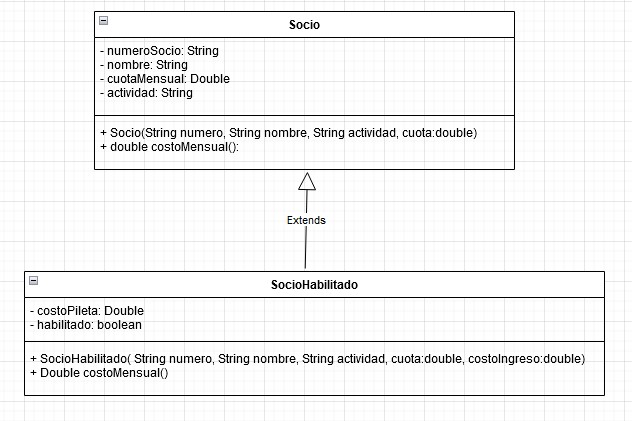 Socio
- numeroSocio: String
- nombre: String
- cuotaMensual: Double
- actividad: String
+ Socio(String numero, String nombre, String actividad, cuota:double)
+ double costoMensual():
Extends
SocioHabilitado
- costoPileta: Double
- habilitado: boolean
+ SocioHabilitado( String numero, String nombre, String actividad, cuota:double, costoIngreso:double)
+ Double costoMensual()